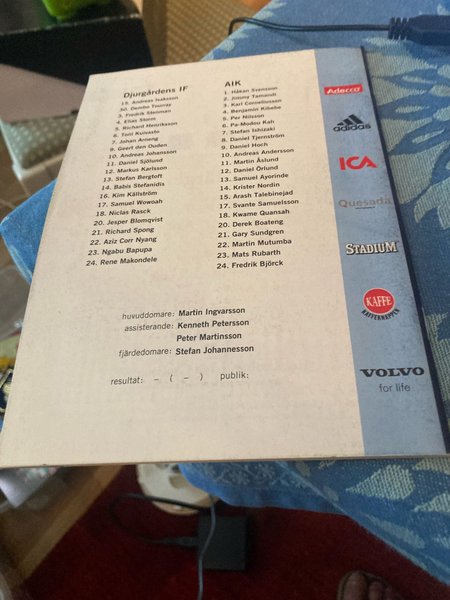 Djurgårdens IF
15. Andreas Isaksson
30. Dembo Touray
3. Fredrik Stenman
4. Elias Storm
5. Richard Henriksson
6. Toni Kuivasto
7. Johan Arneng
9. Geert den Ouden
10. Andreas Johansson
11. Daniel Sjölund
12. Markus Karlsson
13. Stefan Bergtoft
14. Babis Stefanidis
16. Kim Källström
17. Samuel Wowoah
18. Niclas Rasck
20. Jesper Blomqvist
21. Richard Spong
22. Aziz Corr Nyang
23. Ngabu Bapupa
24. Rene Makondele
AIK
1. Håkan Svensson
2. Jimmy Tamandi
3. Karl Corneliusson
4. Benjamin Kibebe
5. Per Nilsson
6. Pa-Modou Kah
7. Stefan Ishizaki
8. Daniel Tjernström
9. Daniel Hoch
10. Andreas Andersson
11. Martin Åslund
12. Daniel Örlund
13. Samuel Ayorinde
14. Krister Nordin
15. Arash Talebinejad
17. Svante Samuelsson
18. Kwame Quansah
20. Derek Boateng
21. Gary Sundgren
22. Martin Mutumba
23. Mats Rubarth
24. Fredrik Björck
huvuddomare: Martin Ingvarsson
assisterande: Kenneth Petersson
Peter Martinsson
fjärdedomare: Stefan Johannesson
resultat: – ( – ) publik:
Adecco
adidas
ICA
Quesada
STADIUM
KAFFE
KAFFEKNAPPEN
VOLVO
for life